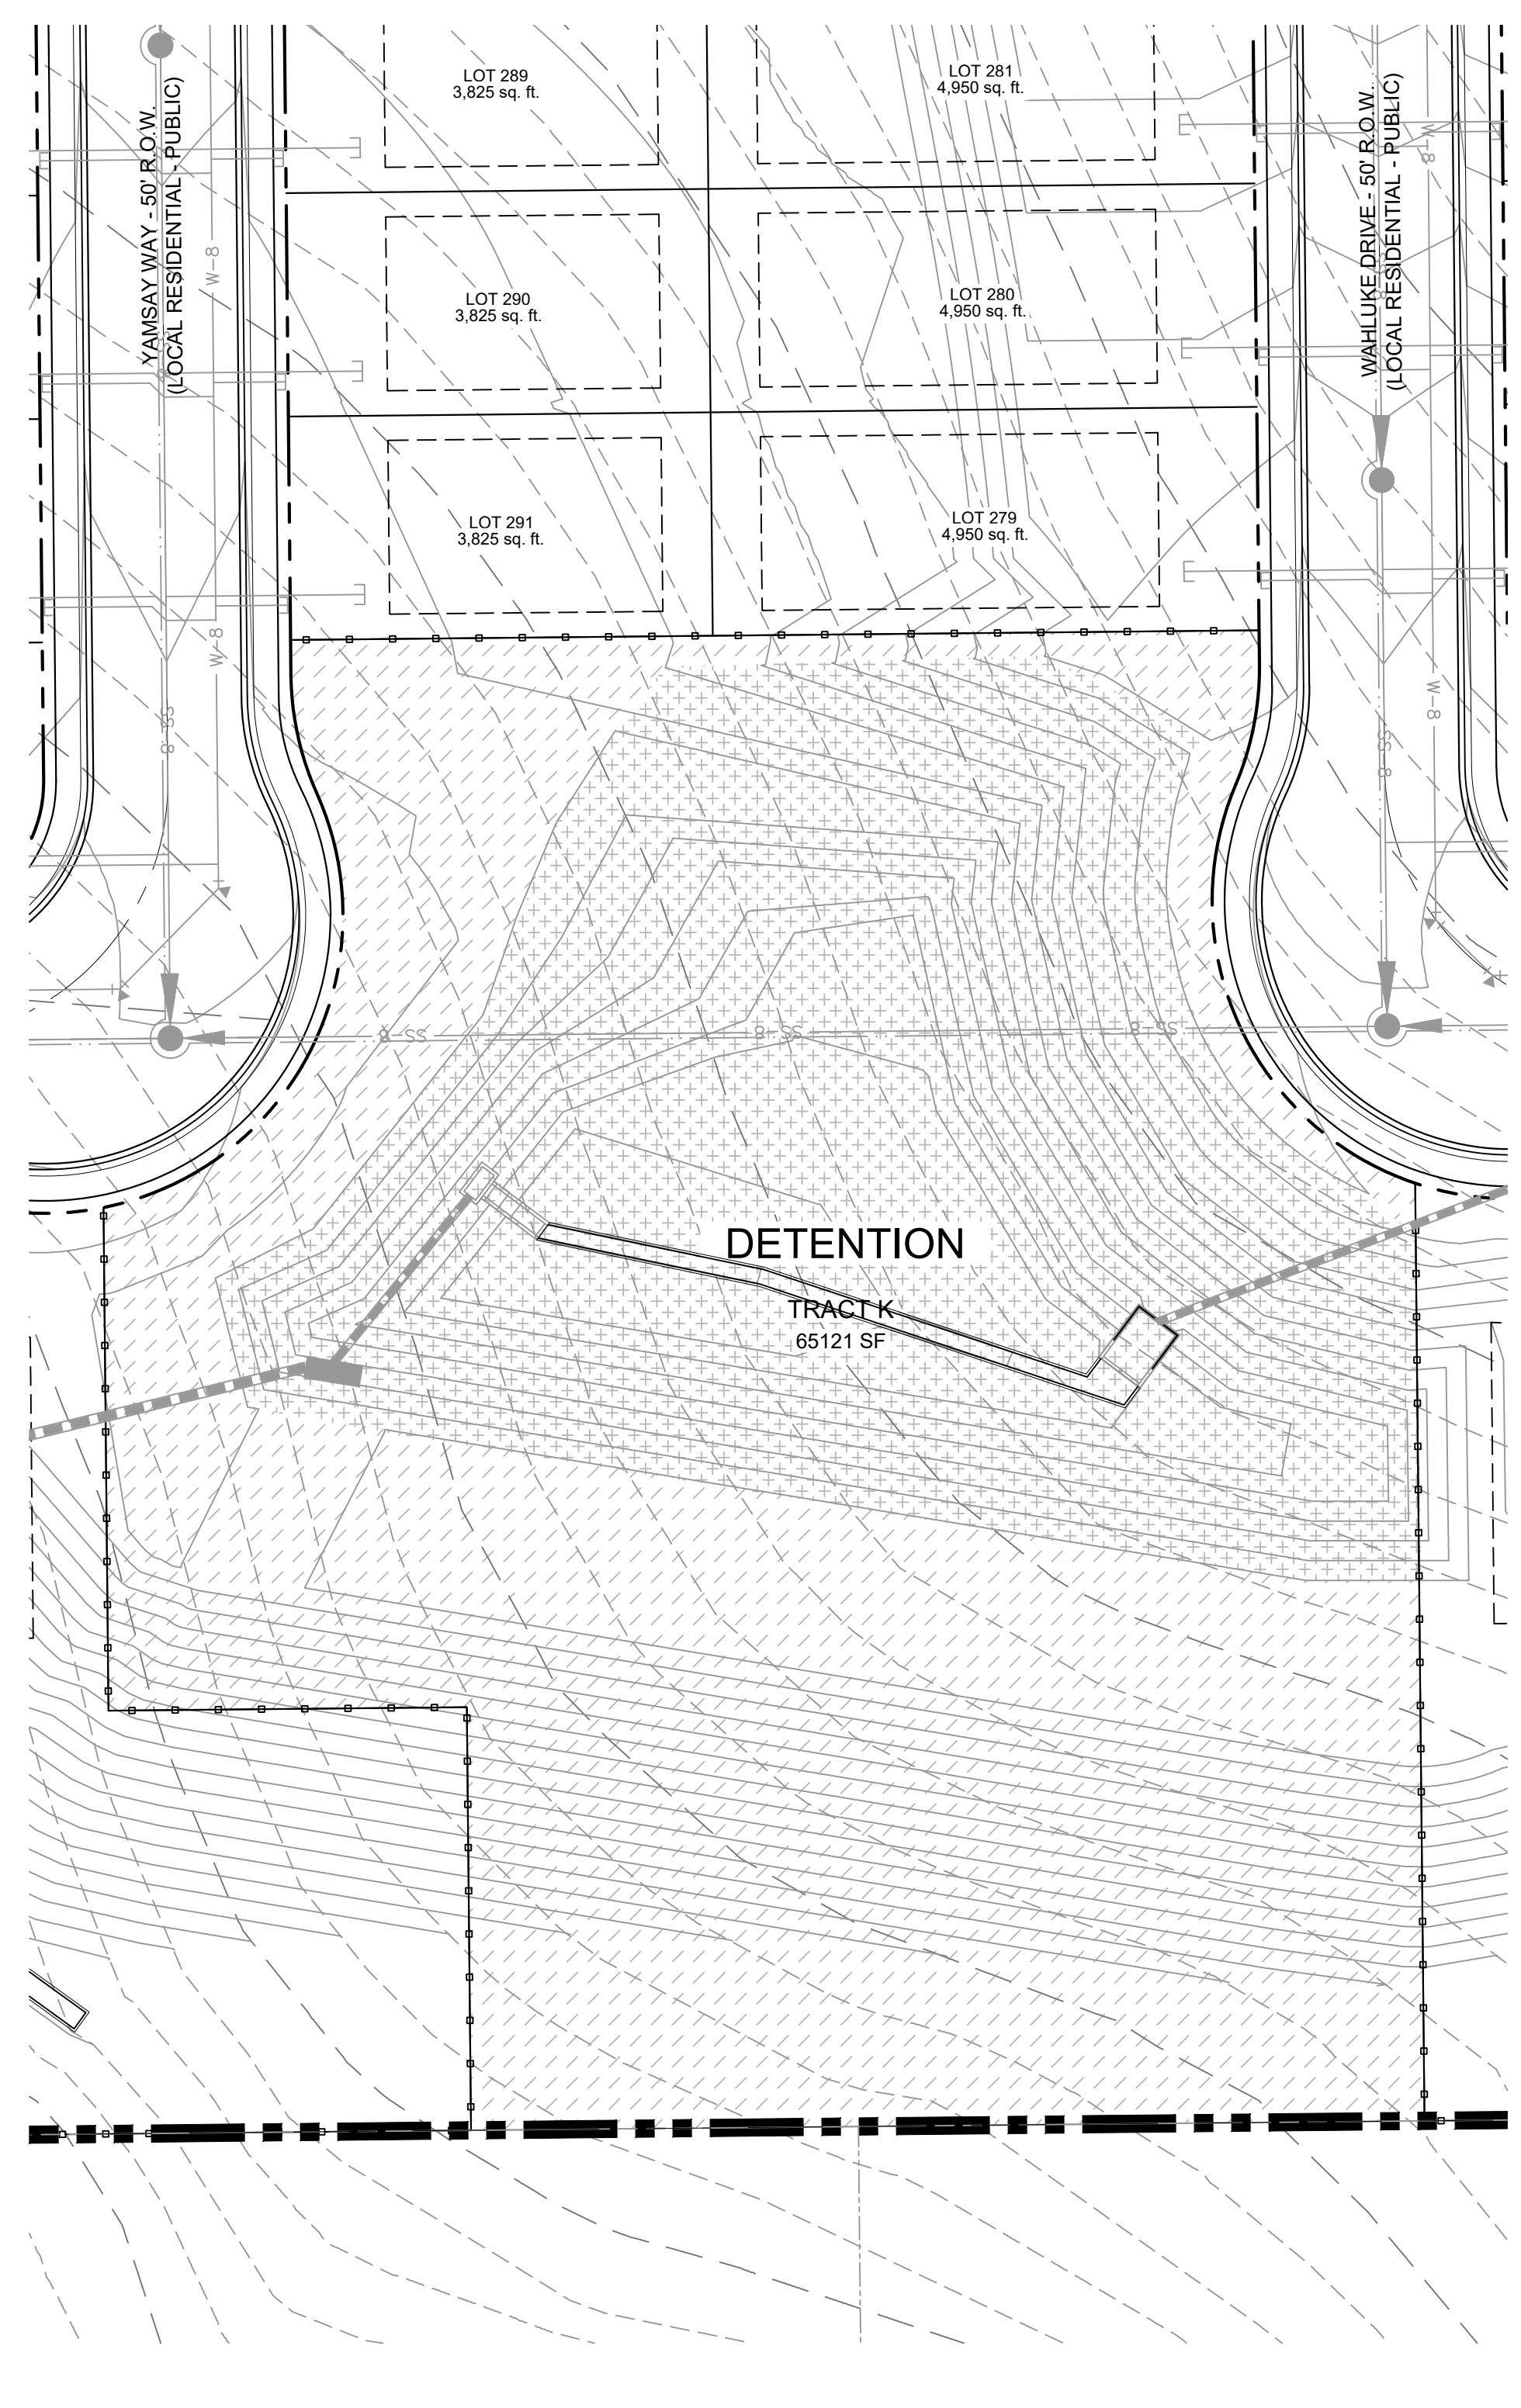 LOT 289
3,825 sq. ft.
LOT 281
4,950 sq. ft.
YAMSAY WAY - 50' R.O.W.
(LOCAL RESIDENTIAL - PUBLIC)
WAHLUKE DRIVE - 50' R.O.W.
(LOCAL RESIDENTIAL - PUBLIC)
W-8
W-8
LOT 290
3,825 sq. ft.
LOT 280
4,950 sq. ft.
LOT 291
3,825 sq. ft.
LOT 279
4,950 sq. ft.
W-8
W-8
8-SS
8-SS
8-SS
8-SS
8-SS
DETENTION
TRACT K
65121 SF